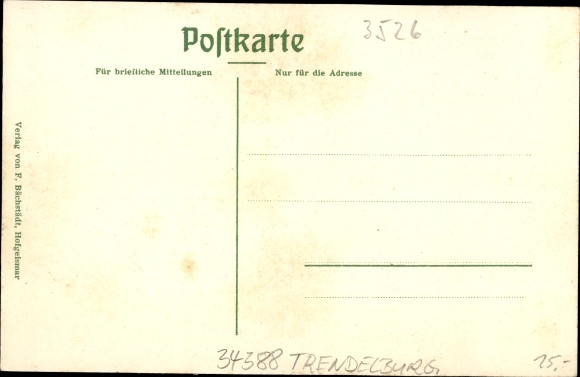 Postkarte
3526
Für briefliche Mitteilungen
Nur für die Adresse
Verlag von F. Bächstädt, Hofgeismar
34388 TRENDELBURG
15.-